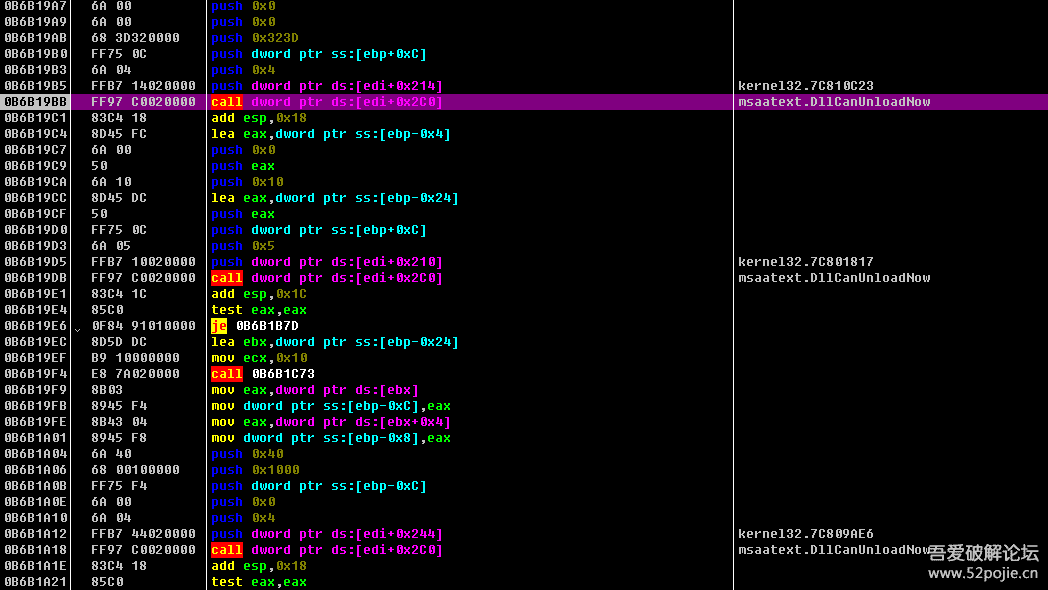 0B6B19A7 6A 00 push 0x0
0B6B19A9 6A 00 push 0x0
0B6B19AB 68 3D320000 push 0x323D
0B6B19B0 FF75 0C push dword ptr ss:[ebp+0xC]
0B6B19B3 6A 04 push 0x4
0B6B19B5 FFB7 14020000 push dword ptr ds:[edi+0x214] kernel32.7C810C23
0B6B19BB FF97 C0020000 call dword ptr ds:[edi+0x2C0] msaatext.DllCanUnloadNow
0B6B19C1 83C4 18 add esp,0x18
0B6B19C4 8D45 FC lea eax,dword ptr ss:[ebp-0x4]
0B6B19C7 6A 00 push 0x0
0B6B19C9 50 push eax
0B6B19CA 6A 10 push 0x10
0B6B19CC 8D45 DC lea eax,dword ptr ss:[ebp-0x24]
0B6B19CF 50 push eax
0B6B19D0 FF75 0C push dword ptr ss:[ebp+0xC]
0B6B19D3 6A 05 push 0x5
0B6B19D5 FFB7 10020000 push dword ptr ds:[edi+0x210] kernel32.7C801817
0B6B19DB FF97 C0020000 call dword ptr ds:[edi+0x2C0] msaatext.DllCanUnloadNow
0B6B19E1 83C4 1C add esp,0x1C
0B6B19E4 85C0 test eax,eax
0B6B19E6 0F84 91010000 je 0B6B1B7D
0B6B19EC 8D5D DC lea ebx,dword ptr ss:[ebp-0x24]
0B6B19EF B9 10000000 mov ecx,0x10
0B6B19F4 E8 7A020000 call 0B6B1C73
0B6B19F9 8B03 mov eax,dword ptr ds:[ebx]
0B6B19FB 8945 F4 mov dword ptr ss:[ebp-0xC],eax
0B6B19FE 8B43 04 mov eax,dword ptr ds:[ebx+0x4]
0B6B1A01 8945 F8 mov dword ptr ss:[ebp-0x8],eax
0B6B1A04 6A 40 push 0x40
0B6B1A06 68 00100000 push 0x1000
0B6B1A0B FF75 F4 push dword ptr ss:[ebp-0xC]
0B6B1A0E 6A 00 push 0x0
0B6B1A10 6A 04 push 0x4
0B6B1A12 FFB7 44020000 push dword ptr ds:[edi+0x244] kernel32.7C809AE6
0B6B1A18 FF97 C0020000 call dword ptr ds:[edi+0x2C0] msaatext.DllCanUnloadNow
0B6B1A1E 83C4 18 add esp,0x18
0B6B1A21 85C0 test eax,eax
吾爱破解论坛
www.52pojie.cn